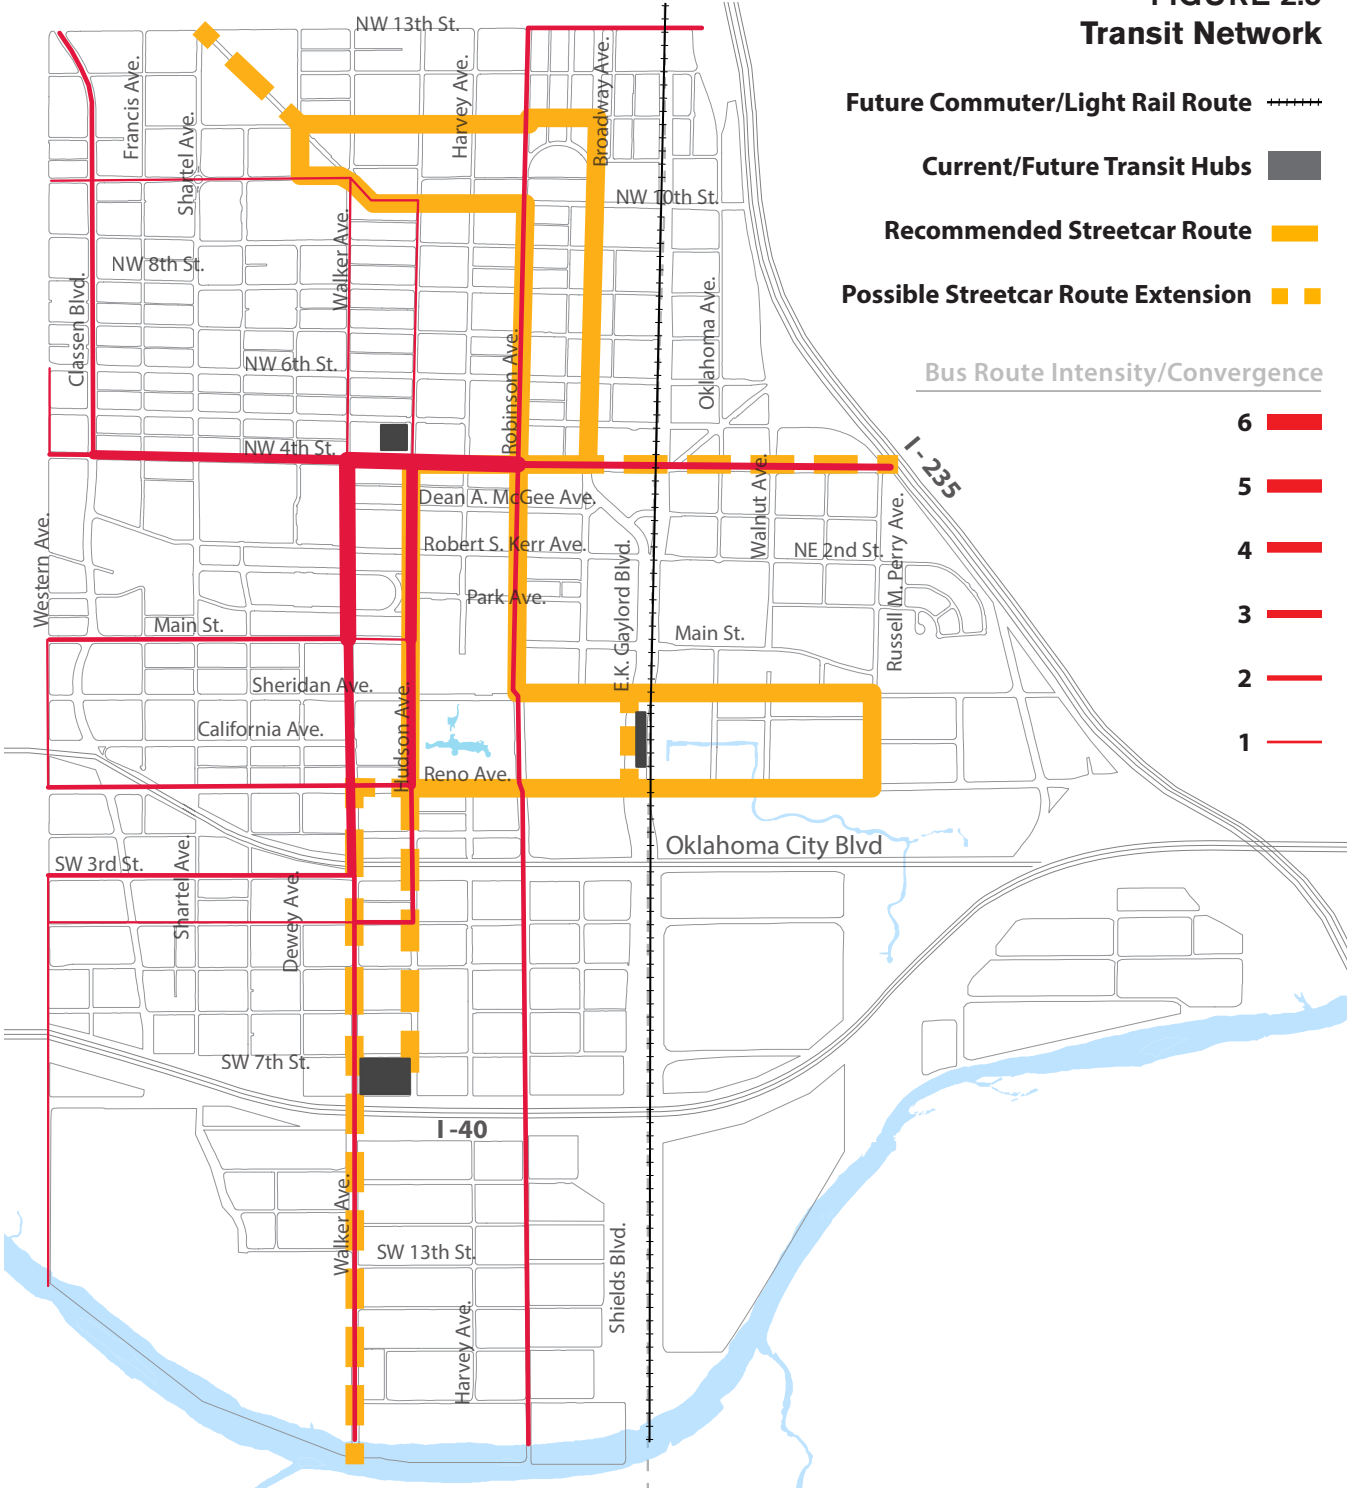 Transit Network
Future Commuter/Light Rail Route
Current/Future Transit Hubs
Recommended Streetcar Route
Possible Streetcar Route Extension
Bus Route Intensity/Convergence
6
5
4
3
2
1
NW 13th St.
Francis Ave.
Shartel Ave.
Harvey Ave.
Broadway Ave.
NW 10th St.
Walker Ave.
NW 8th St.
Classen Blvd.
Oklahoma Ave.
NW 6th St.
Robinson Ave.
NW 4th St.
I - 235
Dean A. McGee Ave.
Walnut Ave.
Western Ave.
Robert S. Kerr Ave.
NE 2nd St.
Russell M. Perry Ave.
E.K. Gaylord Blvd.
Park Ave.
Main St.
Main St.
Sheridan Ave.
Hudson Ave.
California Ave.
Reno Ave.
Oklahoma City Blvd
SW 3rd St.
Shartel Ave.
Dewey Ave.
SW 7th St.
I -40
Walker Ave.
SW 13th St.
Shields Blvd.
Harvey Ave.